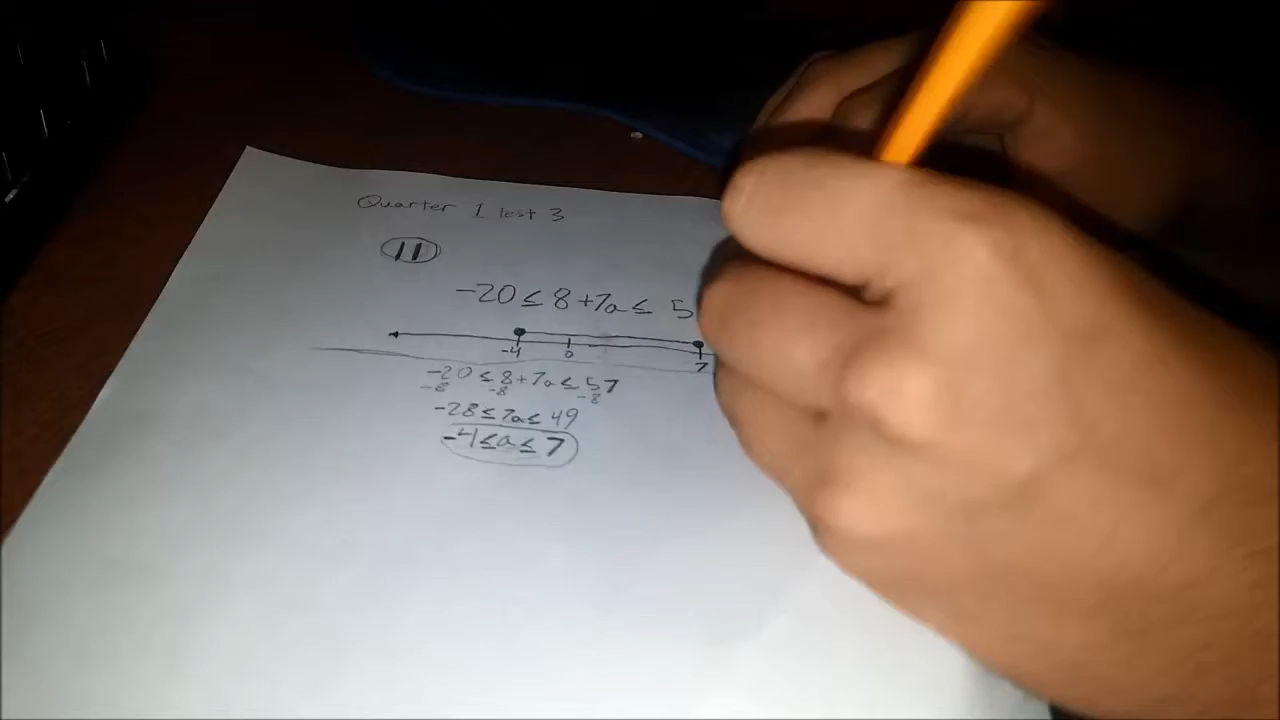 Quarter 1 test 3
11
-20 ≤ 8 + 7a ≤ 5
-4 0 7
-20 ≤ 8 + 7a ≤ 57
-8 -8 -8
-28 ≤ 7a ≤ 49
-4 ≤ a ≤ 7